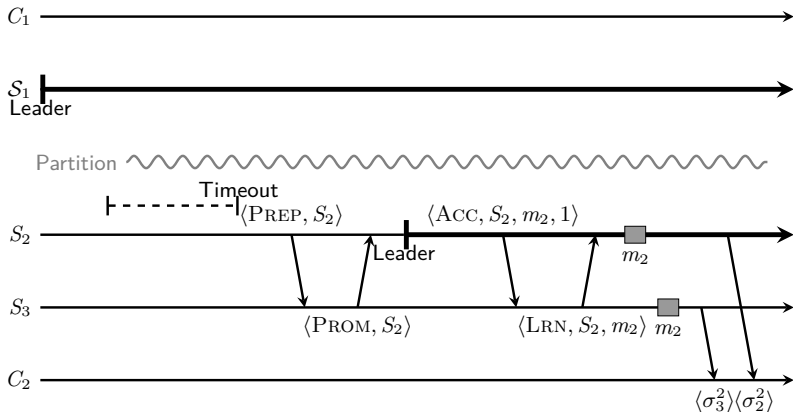 C₁
S₁
Leader
Partition
Timeout
⟨PREP, S₂⟩
⟨ACC, S₂, m₂, 1⟩
S₂
Leader
m₂
S₃
⟨PROM, S₂⟩
⟨LRN, S₂, m₂⟩
m₂
C₂
⟨σ₃²⟩⟨σ₂²⟩